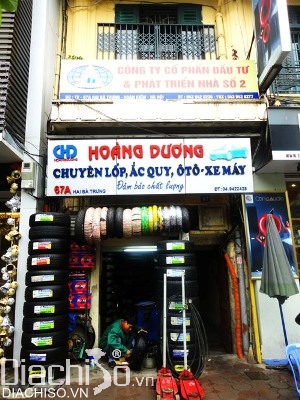 CÔNG TY CỔ PHẦN ĐẦU TƯ
& PHÁT TRIỂN NHÀ SỐ 2
CHD
HOÀNG DƯƠNG
CHUYÊN LỐP, ẮC QUY, ÔTÔ-XE MÁY
67A HAI BÀ TRƯNG
Đảm bảo chất lượng
ĐT: 04.9422428
Diachiso.vn
DIACHISO.VN